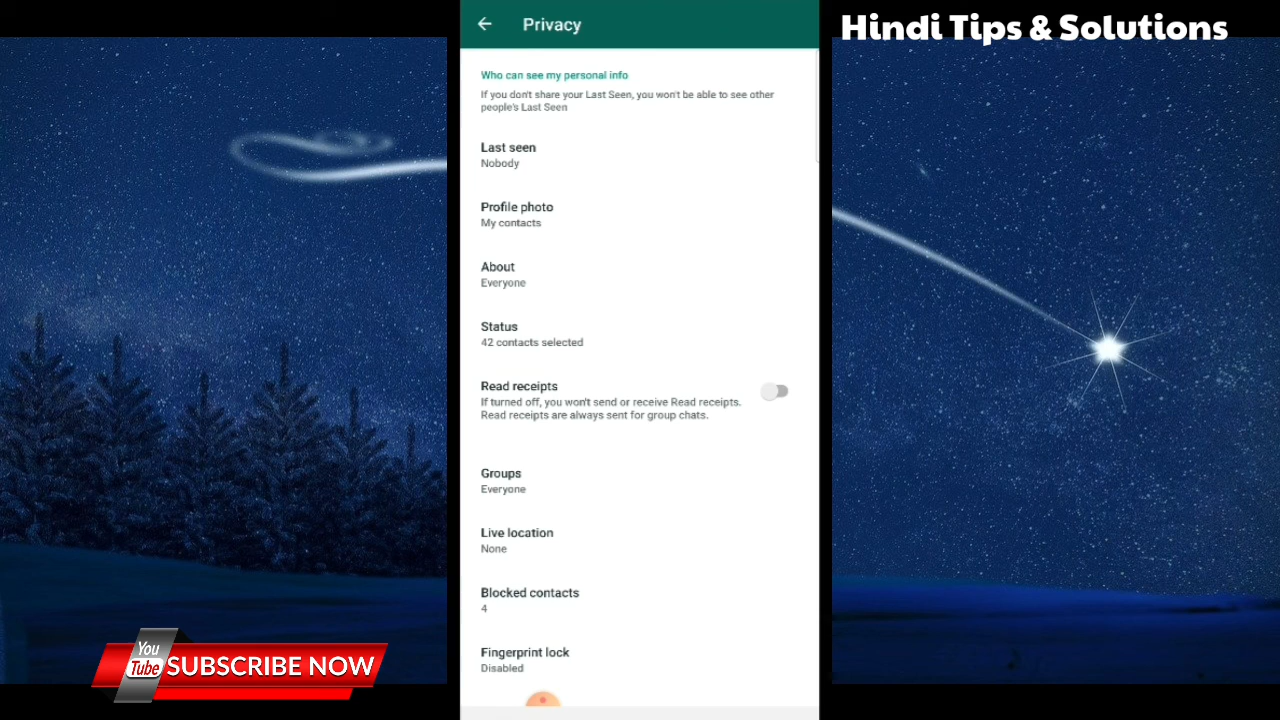 Hindi Tips & Solutions
Privacy
Who can see my personal info
If you don't share your Last Seen, you won't be able to see other
people's Last Seen
Last seen
Nobody
Profile photo
My contacts
About
Everyone
Status
42 contacts selected
Read receipts
If turned off, you won't send or receive Read receipts.
Read receipts are always sent for group chats.
Groups
Everyone
Live location
None
Blocked contacts
4
Fingerprint lock
Disabled
You
Tube
SUBSCRIBE NOW